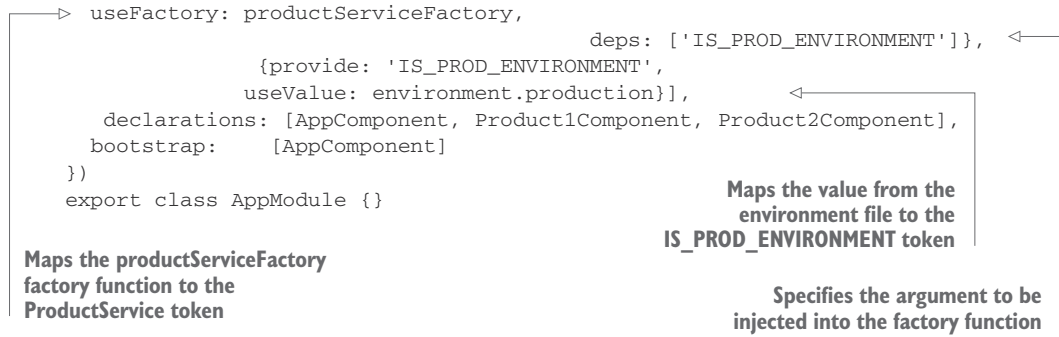 useFactory: productServiceFactory,
deps: ['IS_PROD_ENVIRONMENT']},
{provide: 'IS_PROD_ENVIRONMENT',
useValue: environment.production}],
declarations: [AppComponent, Product1Component, Product2Component],
bootstrap: [AppComponent]
})
export class AppModule {}
Maps the value from the
environment file to the
IS_PROD_ENVIRONMENT token
Maps the productServiceFactory
factory function to the
ProductService token
Specifies the argument to be
injected into the factory function